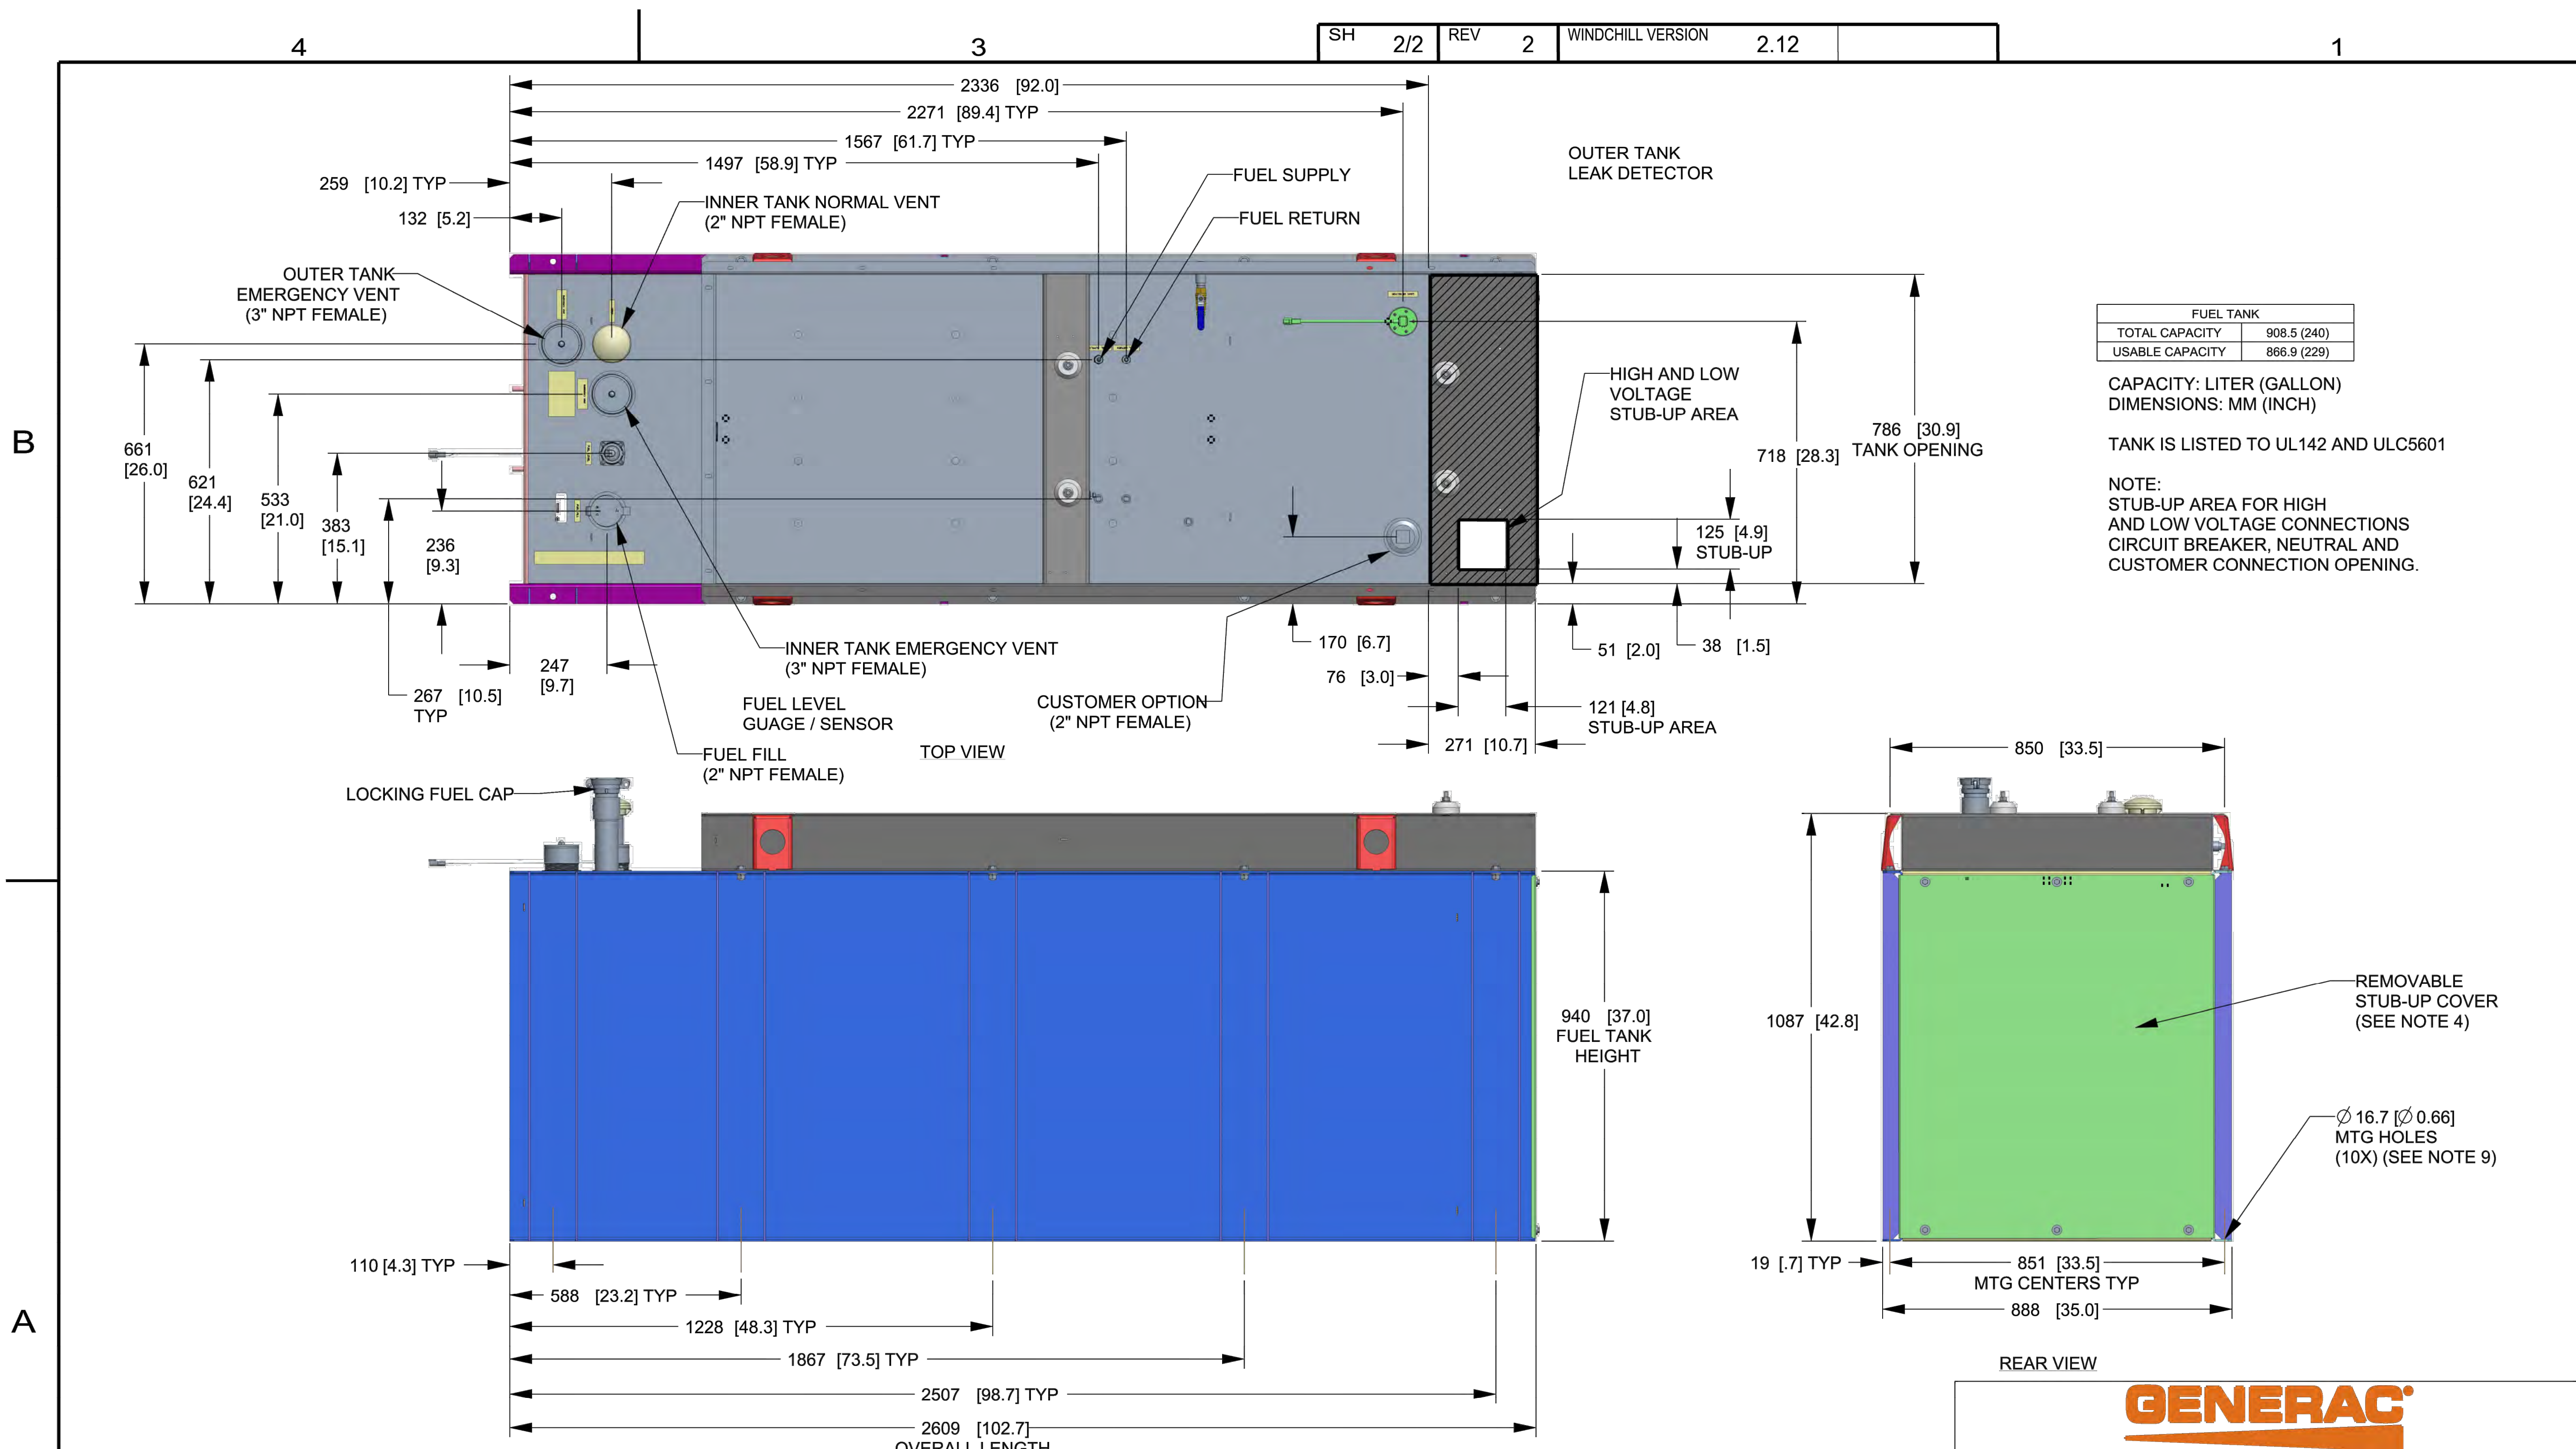 4
3
SH 2/2
REV 2
WINDCHILL VERSION 2.12
1
2336 [92.0]
2271 [89.4] TYP
1567 [61.7] TYP
1497 [58.9] TYP
259 [10.2] TYP
132 [5.2]
INNER TANK NORMAL VENT
(2" NPT FEMALE)
FUEL SUPPLY
FUEL RETURN
OUTER TANK
LEAK DETECTOR
OUTER TANK
EMERGENCY VENT
(3" NPT FEMALE)
HIGH AND LOW
VOLTAGE
STUB-UP AREA
FUEL TANK
TOTAL CAPACITY 908.5 (240)
USABLE CAPACITY 866.9 (229)
CAPACITY: LITER (GALLON)
DIMENSIONS: MM (INCH)
TANK IS LISTED TO UL142 AND ULC5601
NOTE:
STUB-UP AREA FOR HIGH
AND LOW VOLTAGE CONNECTIONS
CIRCUIT BREAKER, NEUTRAL AND
CUSTOMER CONNECTION OPENING.
B
661
[26.0]
621
[24.4]
533
[21.0]
383
[15.1]
236
[9.3]
786 [30.9]
TANK OPENING
718 [28.3]
125 [4.9]
STUB-UP
267 [10.5]
TYP
247
[9.7]
INNER TANK EMERGENCY VENT
(3" NPT FEMALE)
FUEL LEVEL
GUAGE / SENSOR
FUEL FILL
(2" NPT FEMALE)
TOP VIEW
CUSTOMER OPTION
(2" NPT FEMALE)
170 [6.7]
76 [3.0]
51 [2.0]
38 [1.5]
121 [4.8]
STUB-UP AREA
271 [10.7]
LOCKING FUEL CAP
850 [33.5]
940 [37.0]
FUEL TANK
HEIGHT
1087 [42.8]
REMOVABLE
STUB-UP COVER
(SEE NOTE 4)
Ø 16.7 [Ø 0.66]
MTG HOLES
(10X) (SEE NOTE 9)
A
110 [4.3] TYP
588 [23.2] TYP
1228 [48.3] TYP
1867 [73.5] TYP
2507 [98.7] TYP
2609 [102.7]
OVERALL LENGTH
19 [.7] TYP
851 [33.5]
MTG CENTERS TYP
888 [35.0]
REAR VIEW
GENERAC